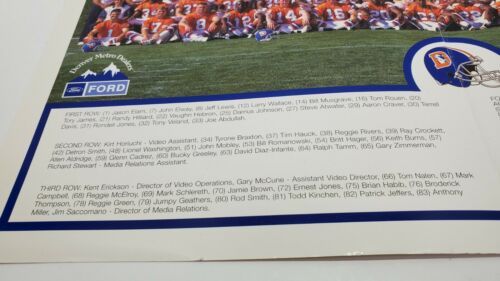 Denver Metro Dealers
Ford FORD
FIRST ROW: (1) Jason Elam, (7) John Elway, (8) Jeff Lewis, (12) Larry Wallace, (14) Bill Musgrave, (16) Tom Rouen, (20)
Tory James, (21) Randy Hilliard, (22) Vaughn Hebron, (25) Darrius Johnson, (27) Steve Atwater, (29) Aaron Craver, (30) Terrell
Davis, (31) Rondell Jones, (32) Tony Veland, (33) Joe Abdullah.
SECOND ROW: Kirt Horiuchi - Video Assistant, (34) Tyrone Braxton, (37) Tim Hauck, (38) Reggie Rivers, (39) Ray Crockett,
(42) Detron Smith, (48) Lionel Washington, (51) John Mobley, (53) Bill Romanowski, (54) Britt Hager, (56) Keith Burns, (57)
Allen Aldridge, (59) Glenn Cadrez, (60) Bucky Greeley, (63) David Diaz-Infante, (64) Ralph Tamm, (65) Gary Zimmerman,
Richard Stewart - Media Relations Assistant.
THIRD ROW: Kent Erickson - Director of Video Operations, Gary McCune - Assistant Video Director, (66) Tom Nalen, (67) Mark
Campbell, (68) Reggie McElroy, (69) Mark Schlereth, (70) Jamie Brown, (72) Ernest Jones, (75) Brian Habib, (76) Broderick
Thompson, (78) Reggie Green, (79) Jumpy Geathers, (80) Rod Smith, (81) Todd Kinchen, (82) Patrick Jeffers, (83) Anthony
Miller, Jim Saccomano - Director of Media Relations.